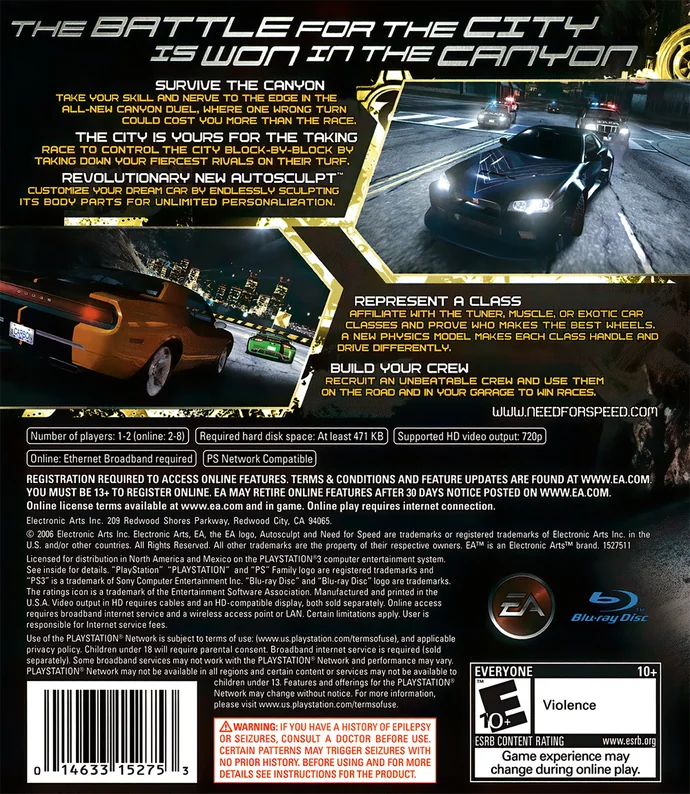 THE BATTLE FOR THE CITY
IS WON IN THE CANYON
SURVIVE THE CANYON
TAKE YOUR SKILL AND NERVE TO THE EDGE IN THE
ALL-NEW CANYON DUEL, WHERE ONE WRONG TURN
COULD COST YOU MORE THAN THE RACE.
THE CITY IS YOURS FOR THE TAKING
RACE TO CONTROL THE CITY BLOCK-BY-BLOCK BY
TAKING DOWN YOUR FIERCEST RIVALS ON THEIR TURF.
REVOLUTIONARY NEW AUTOSCULPT™
CUSTOMIZE YOUR DREAM CAR BY ENDLESSLY SCULPTING
ITS BODY PARTS FOR UNLIMITED PERSONALIZATION.
DODGE
CARBON
REPRESENT A CLASS
AFFILIATE WITH THE TUNER, MUSCLE, OR EXOTIC CAR
CLASSES AND PROVE WHO MAKES THE BEST WHEELS.
A NEW PHYSICS MODEL MAKES EACH CLASS HANDLE AND
DRIVE DIFFERENTLY.
BUILD YOUR CREW
RECRUIT AN UNBEATABLE CREW AND USE THEM
ON THE ROAD AND IN YOUR GARAGE TO WIN RACES.
WWW.NEEDFORSPEED.COM
Number of players: 1-2 (online: 2-8) Required hard disk space: At least 471 KB Supported HD video output: 720p
Online: Ethernet Broadband required PS Network Compatible
REGISTRATION REQUIRED TO ACCESS ONLINE FEATURES. TERMS & CONDITIONS AND FEATURE UPDATES ARE FOUND AT WWW.EA.COM.
YOU MUST BE 13+ TO REGISTER ONLINE. EA MAY RETIRE ONLINE FEATURES AFTER 30 DAYS NOTICE POSTED ON WWW.EA.COM.
Online license terms available at www.ea.com and in game. Online play requires internet connection.
Electronic Arts Inc. 209 Redwood Shores Parkway, Redwood City, CA 94065.
© 2006 Electronic Arts Inc. Electronic Arts, EA, the EA logo, Autosculpt and Need for Speed are trademarks or registered trademarks of Electronic Arts Inc. in the
U.S. and/or other countries. All Rights Reserved. All other trademarks are the property of their respective owners. EA™ is an Electronic Arts™ brand. 1527511
Licensed for distribution in North America and Mexico on the PLAYSTATION®3 computer entertainment system.
See inside for details. "PlayStation" "PLAYSTATION" and "PS" Family logo are registered trademarks and
"PS3" is a trademark of Sony Computer Entertainment Inc. "Blu-ray Disc" and "Blu-ray Disc" logo are trademarks.
The ratings icon is a trademark of the Entertainment Software Association. Manufactured and printed in the
U.S.A. Video output in HD requires cables and an HD-compatible display, both sold separately. Online access
requires broadband internet service and a wireless access point or LAN. Certain limitations apply. User is
responsible for Internet service fees.
Use of the PLAYSTATION® Network is subject to terms of use: (www.us.playstation.com/termsofuse), and applicable
privacy policy. Children under 18 will require parental consent. Broadband internet service is required (sold
separately). Some broadband services may not work with the PLAYSTATION® Network and performance may vary.
PLAYSTATION® Network may not be available in all regions and certain content or services may not be available to
children under 13. Features and offerings for the PLAYSTATION®
Network may change without notice. For more information,
please visit www.us.playstation.com/termsofuse.
EA
Blu-ray Disc™
EVERYONE 10+
E™
10+
Violence
ESRB CONTENT RATING www.esrb.org
Game experience may
change during online play.
0 14633 15275 3
WARNING: IF YOU HAVE A HISTORY OF EPILEPSY
OR SEIZURES, CONSULT A DOCTOR BEFORE USE.
CERTAIN PATTERNS MAY TRIGGER SEIZURES WITH
NO PRIOR HISTORY. BEFORE USING AND FOR MORE
DETAILS SEE INSTRUCTIONS FOR THE PRODUCT.